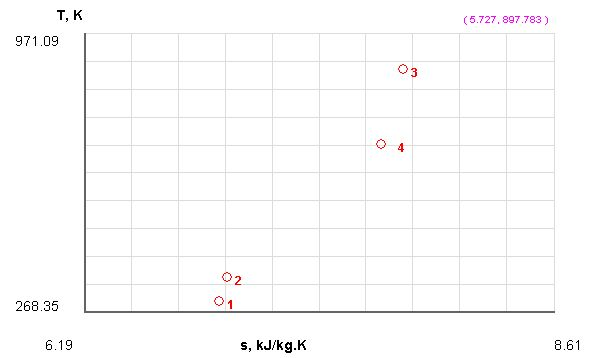 T, K
( 5.727, 897.783 )
971.09
3
4
2
1
268.35
6.19
s, kJ/kg.K
8.61